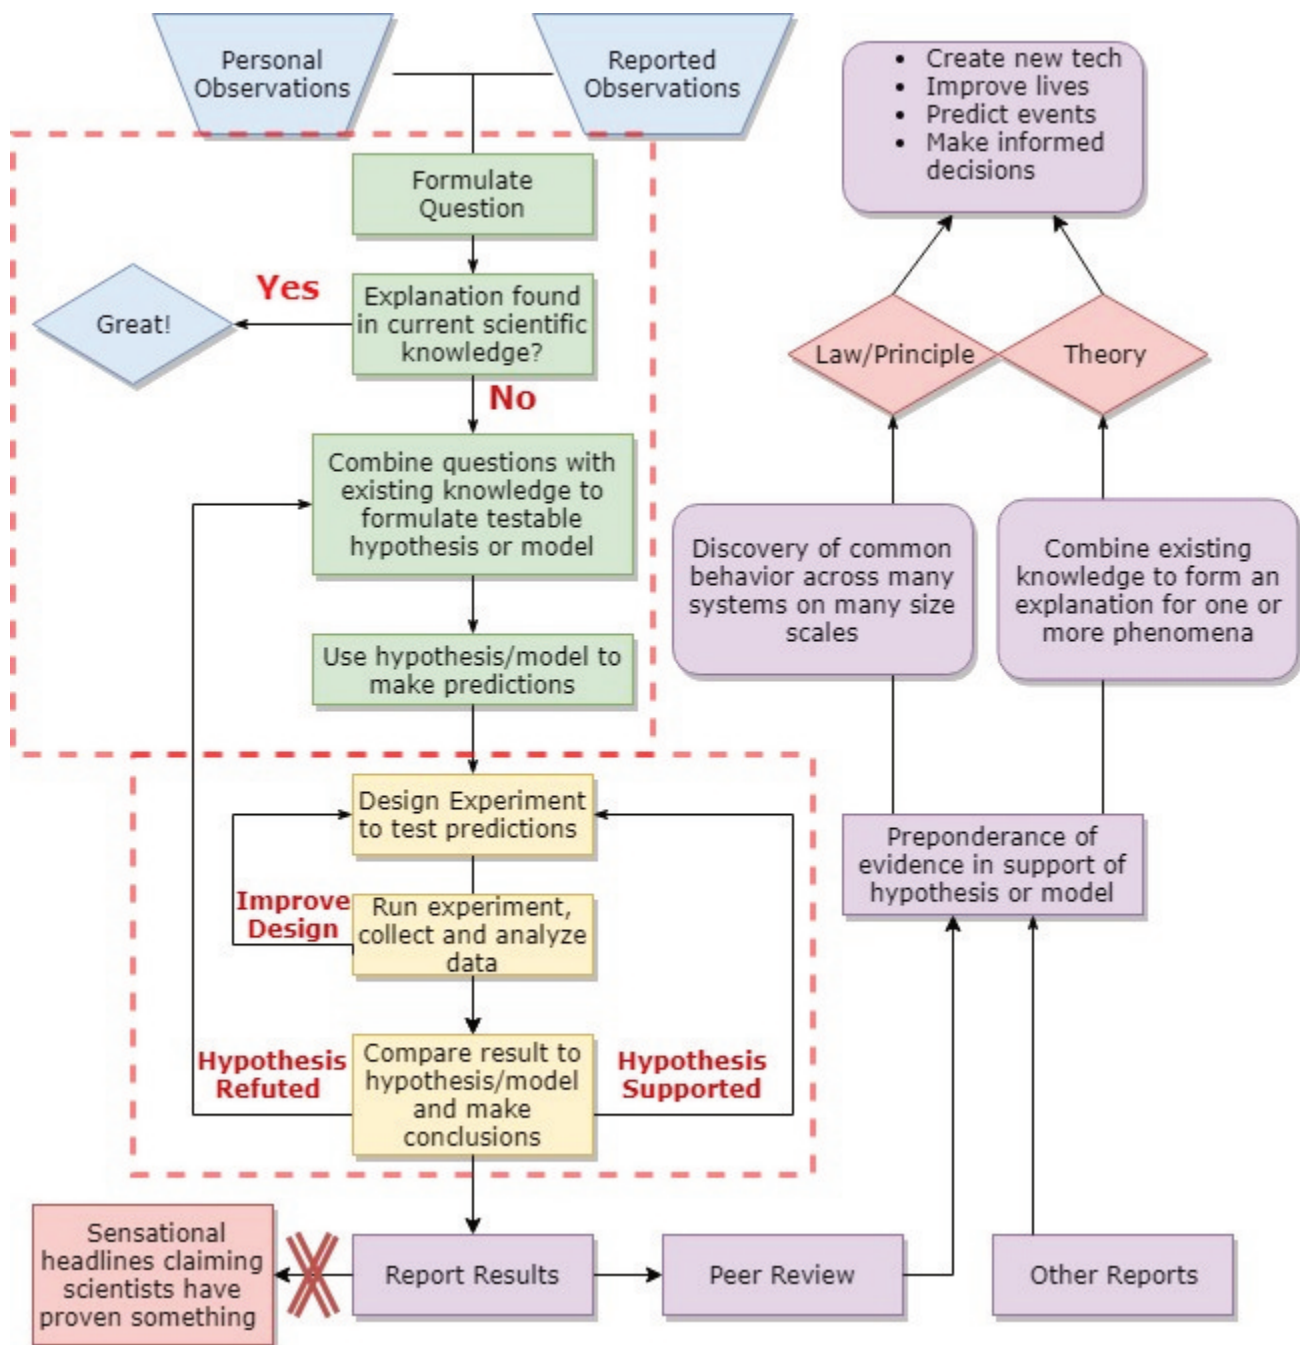 Personal
Observations
Reported
Observations
Formulate
Question
Yes
Explanation found
in current scientific
knowledge?
Great!
No
Combine questions with
existing knowledge to
formulate testable
hypothesis or model
Use hypothesis/model to
make predictions
Design Experiment
to test predictions
Improve
Design
Run experiment,
collect and analyze
data
Hypothesis
Refuted
Compare result to
hypothesis/model
and make
conclusions
Hypothesis
Supported
Sensational
headlines claiming
scientists have
proven something
Report Results
Peer Review
Other Reports
Preponderance of
evidence in support of
hypothesis or model
Discovery of common
behavior across many
systems on many size
scales
Combine existing
knowledge to form an
explanation for one or
more phenomena
Law/Principle
Theory
• Create new tech
• Improve lives
• Predict events
• Make informed
decisions